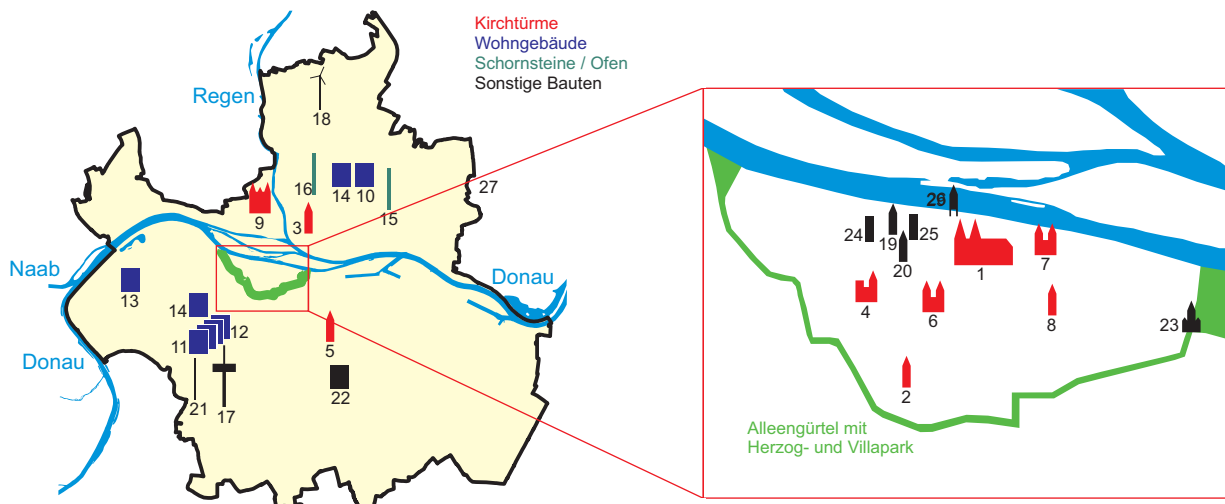 Kirchtürme
Wohngebäude
Schornsteine / Ofen
Sonstige Bauten
Regen
18
16
14
10
15
27
9
3
Naab
Donau
13
14
12
11
5
21
17
22
Donau
24
19
25
20
1
7
4
6
8
23
2
Alleengürtel mit
Herzog- und Villapark